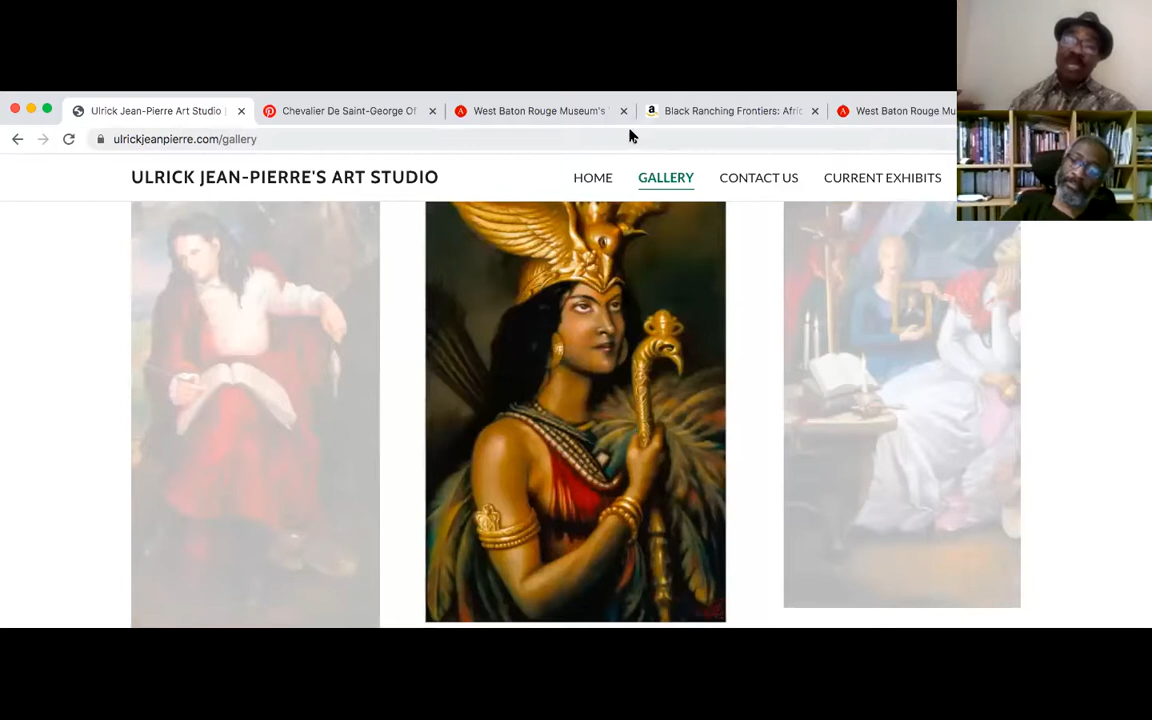 Ulrick Jean-Pierre Art Studio |
Chevalier De Saint-George Of
West Baton Rouge Museum's
Black Ranching Frontiers: Afric
West Baton Rouge Mu
ulrickjeanpierre.com/gallery
ULRICK JEAN-PIERRE'S ART STUDIO
HOME
GALLERY
CONTACT US
CURRENT EXHIBITS